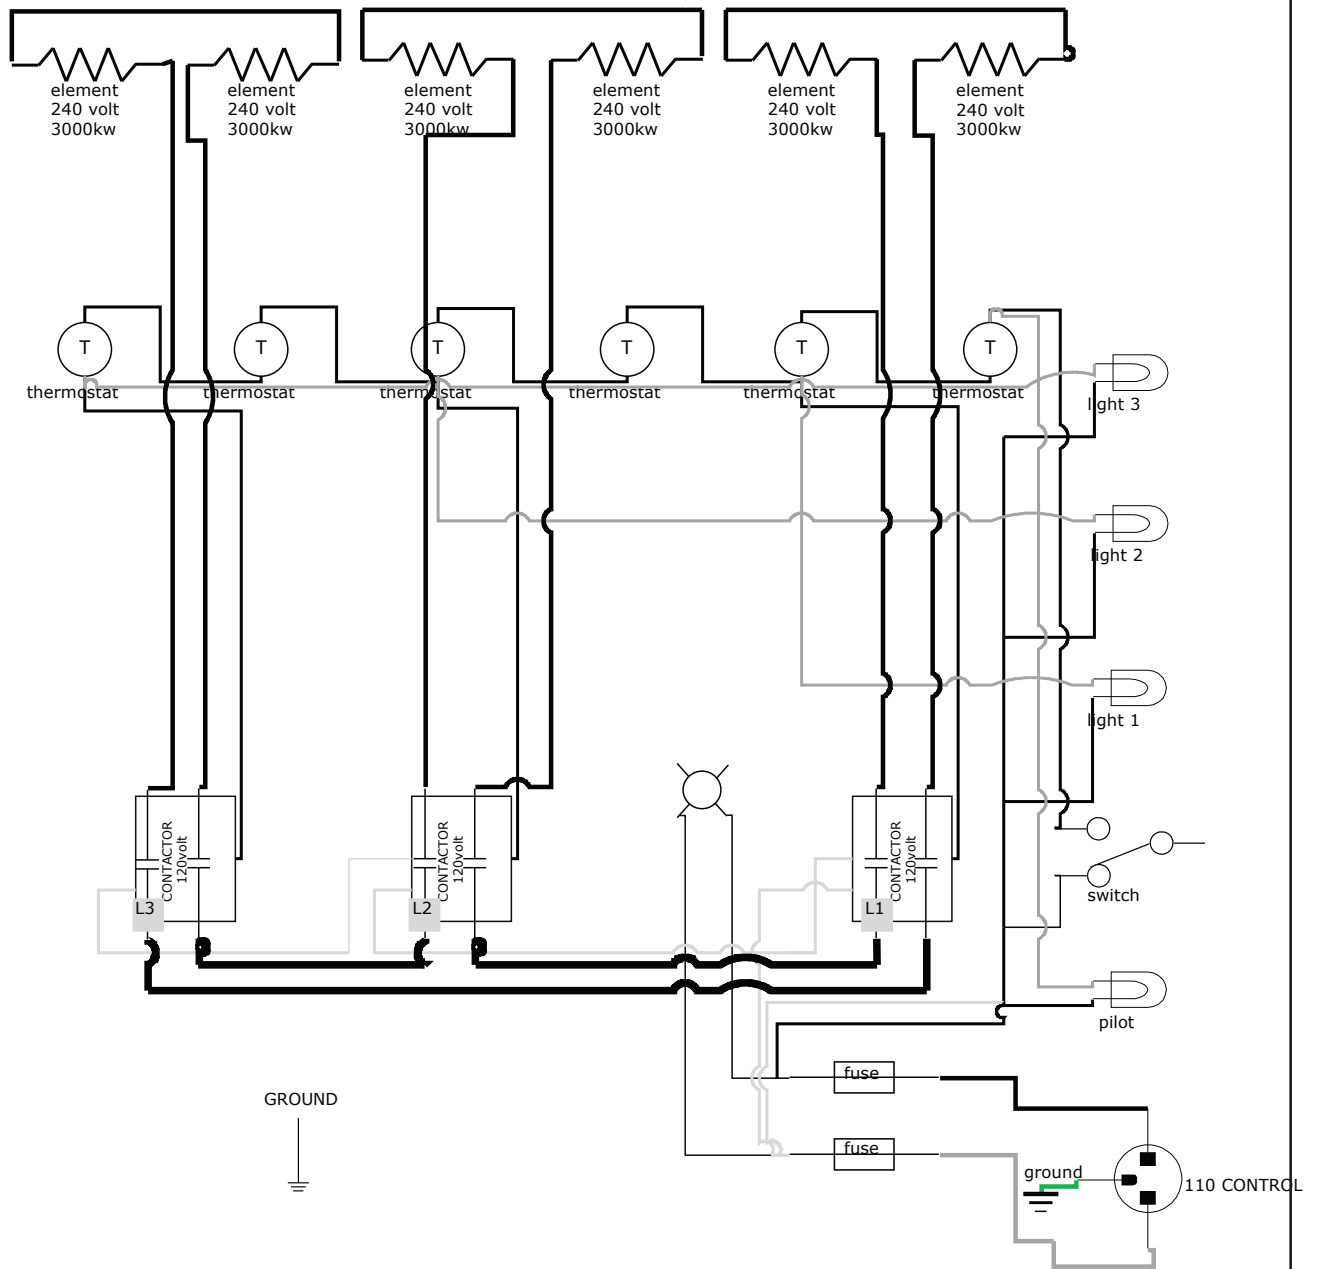 element
240 volt
3000kw
element
240 volt
3000kw
element
240 volt
3000kw
element
240 volt
3000kw
element
240 volt
3000kw
element
240 volt
3000kw
T
T
T
T
T
T
thermostat
thermostat
thermostat
thermostat
thermostat
thermostat
light 3
light 2
light 1
CONTACTOR
120volt
CONTACTOR
120volt
CONTACTOR
120volt
L3
L2
L1
switch
pilot
fuse
GROUND
fuse
ground
110 CONTROL